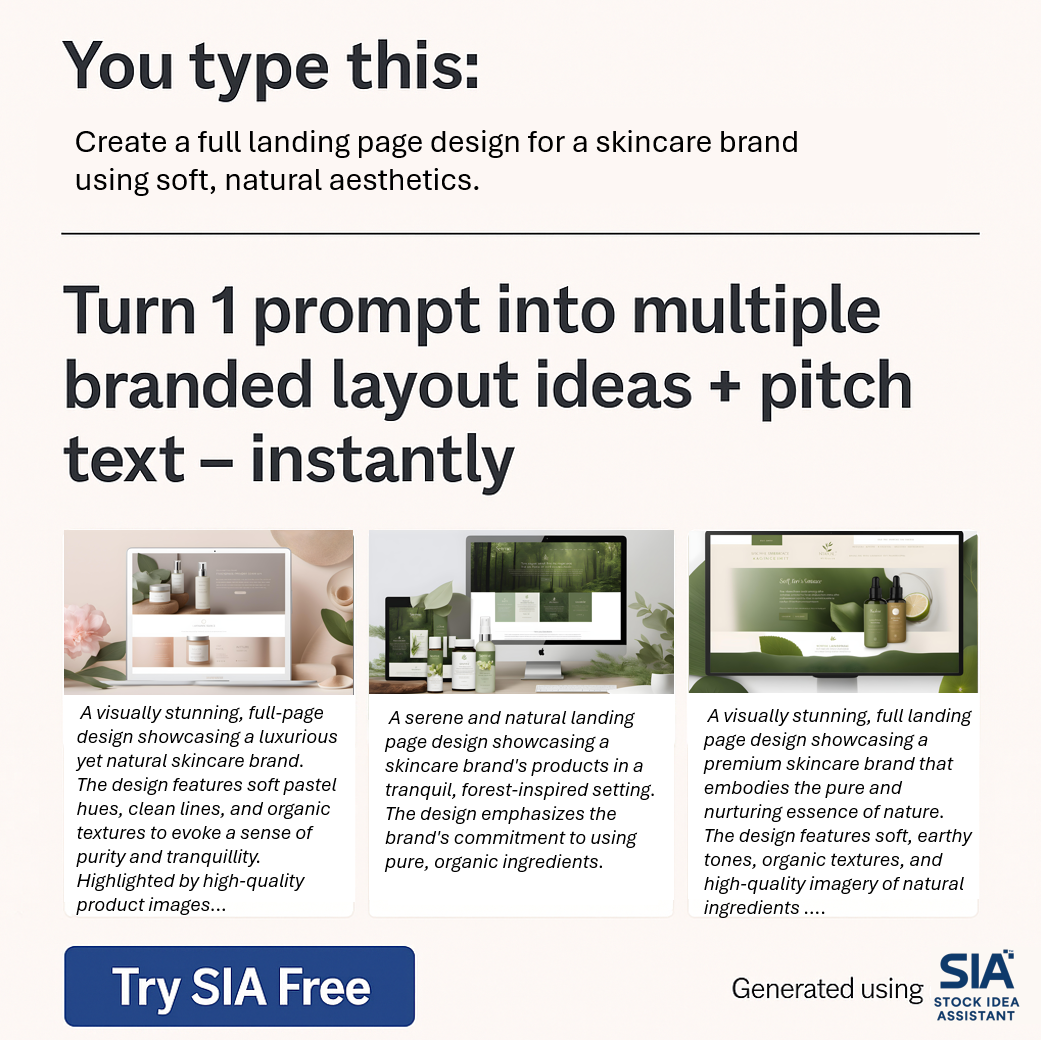 You type this:
Create a full landing page design for a skincare brand
using soft, natural aesthetics.
Turn 1 prompt into multiple
branded layout ideas + pitch
text – instantly
A visually stunning, full-page
design showcasing a luxurious
yet natural skincare brand.
The design features soft pastel
hues, clean lines, and organic
textures to evoke a sense of
purity and tranquillity.
Highlighted by high-quality
product images...
A serene and natural landing
page design showcasing a
skincare brand's products in a
tranquil, forest-inspired setting.
The design emphasizes the
brand's commitment to using
pure, organic ingredients.
A visually stunning, full landing
page design showcasing a
premium skincare brand that
embodies the pure and
nurturing essence of nature.
The design features soft, earthy
tones, organic textures, and
high-quality imagery of natural
ingredients ....
Try SIA Free
Generated using
SIA
STOCK IDEA
ASSISTANT